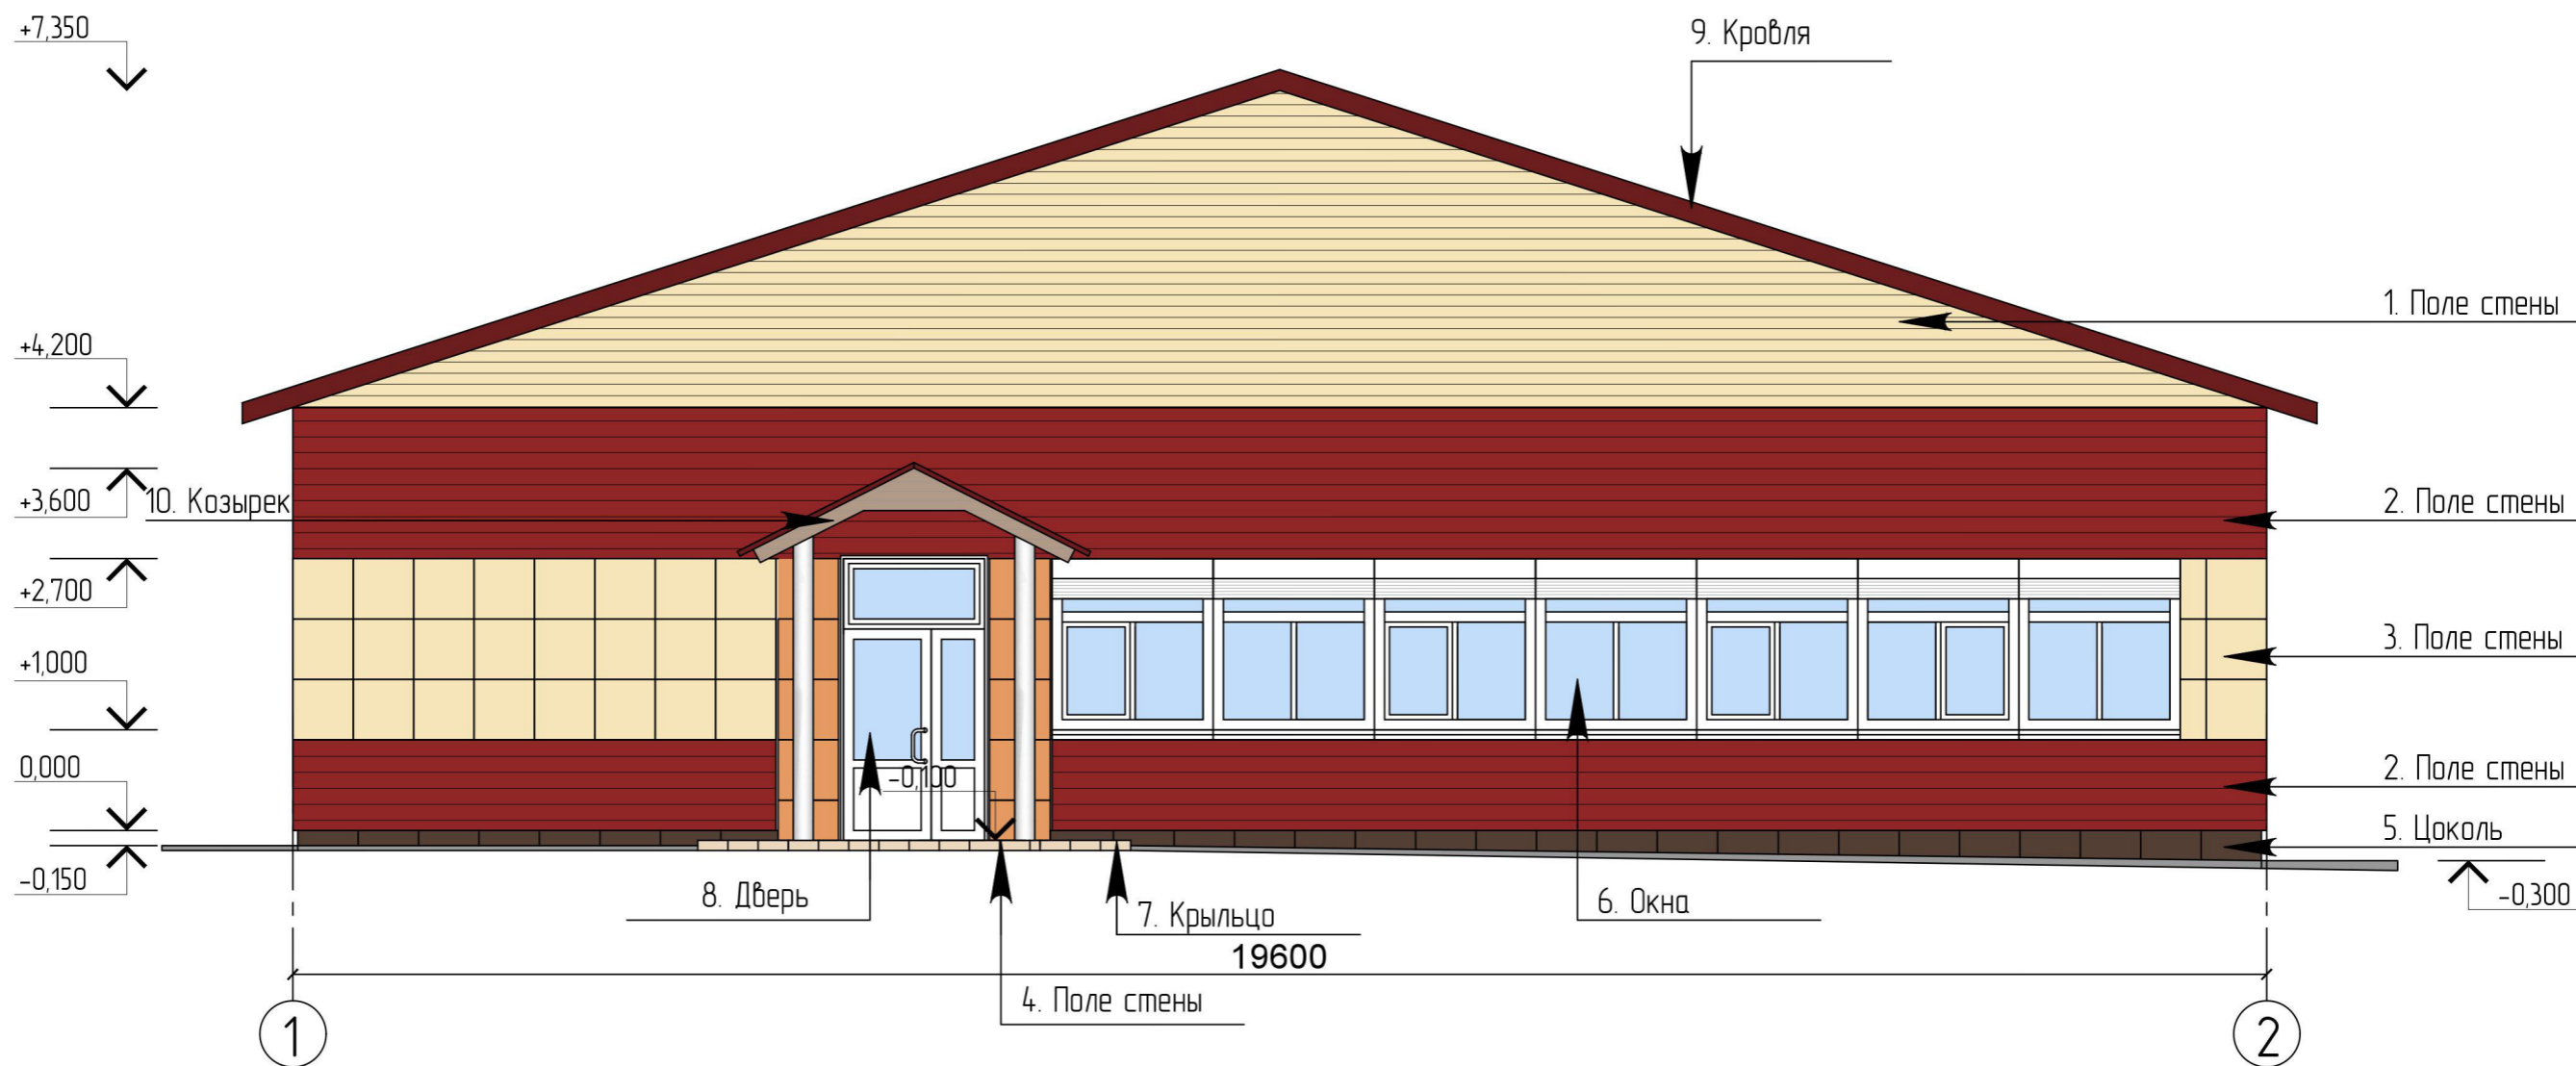 +7,350
9. Кровля
1. Поле стены
+4,200
+3,600
10. Козырек
2. Поле стены
+2,700
3. Поле стены
+1,000
0,000
-0,100
2. Поле стены
5. Цоколь
-0,150
8. Дверь
7. Крыльцо
6. Окна
-0,300
19600
4. Поле стены
1
2